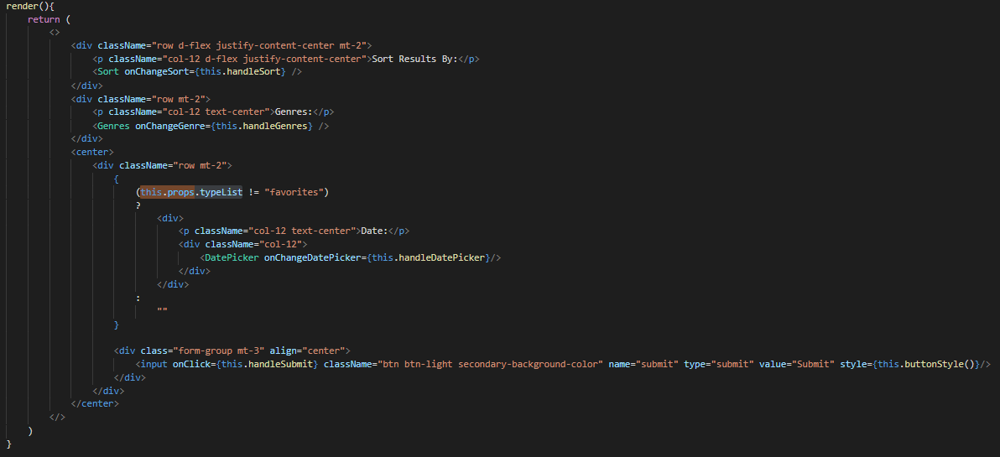 render(){
return (
<>
<div className="row d-flex justify-content-center mt-2">
<p className="col-12 d-flex justify-content-center">Sort Results By:</p>
<Sort onChangeSort={this.handleSort} />
</div>
<div className="row mt-2">
<p className="col-12 text-center">Genres:</p>
<Genres onChangeGenre={this.handleGenres} />
</div>
<center>
<div className="row mt-2">
{
(this.props.typeList != "favorites")
?
<div>
<p className="col-12 text-center">Date:</p>
<div className="col-12">
<DatePicker onChangeDatePicker={this.handleDatePicker}/>
</div>
</div>
:
""
}
<div class="form-group mt-3" align="center">
<input onClick={this.handleSubmit} className="btn btn-light secondary-background-color" name="submit" type="submit" value="Submit" style={this.buttonStyle()}/>
</div>
</div>
</center>
</>
)
}